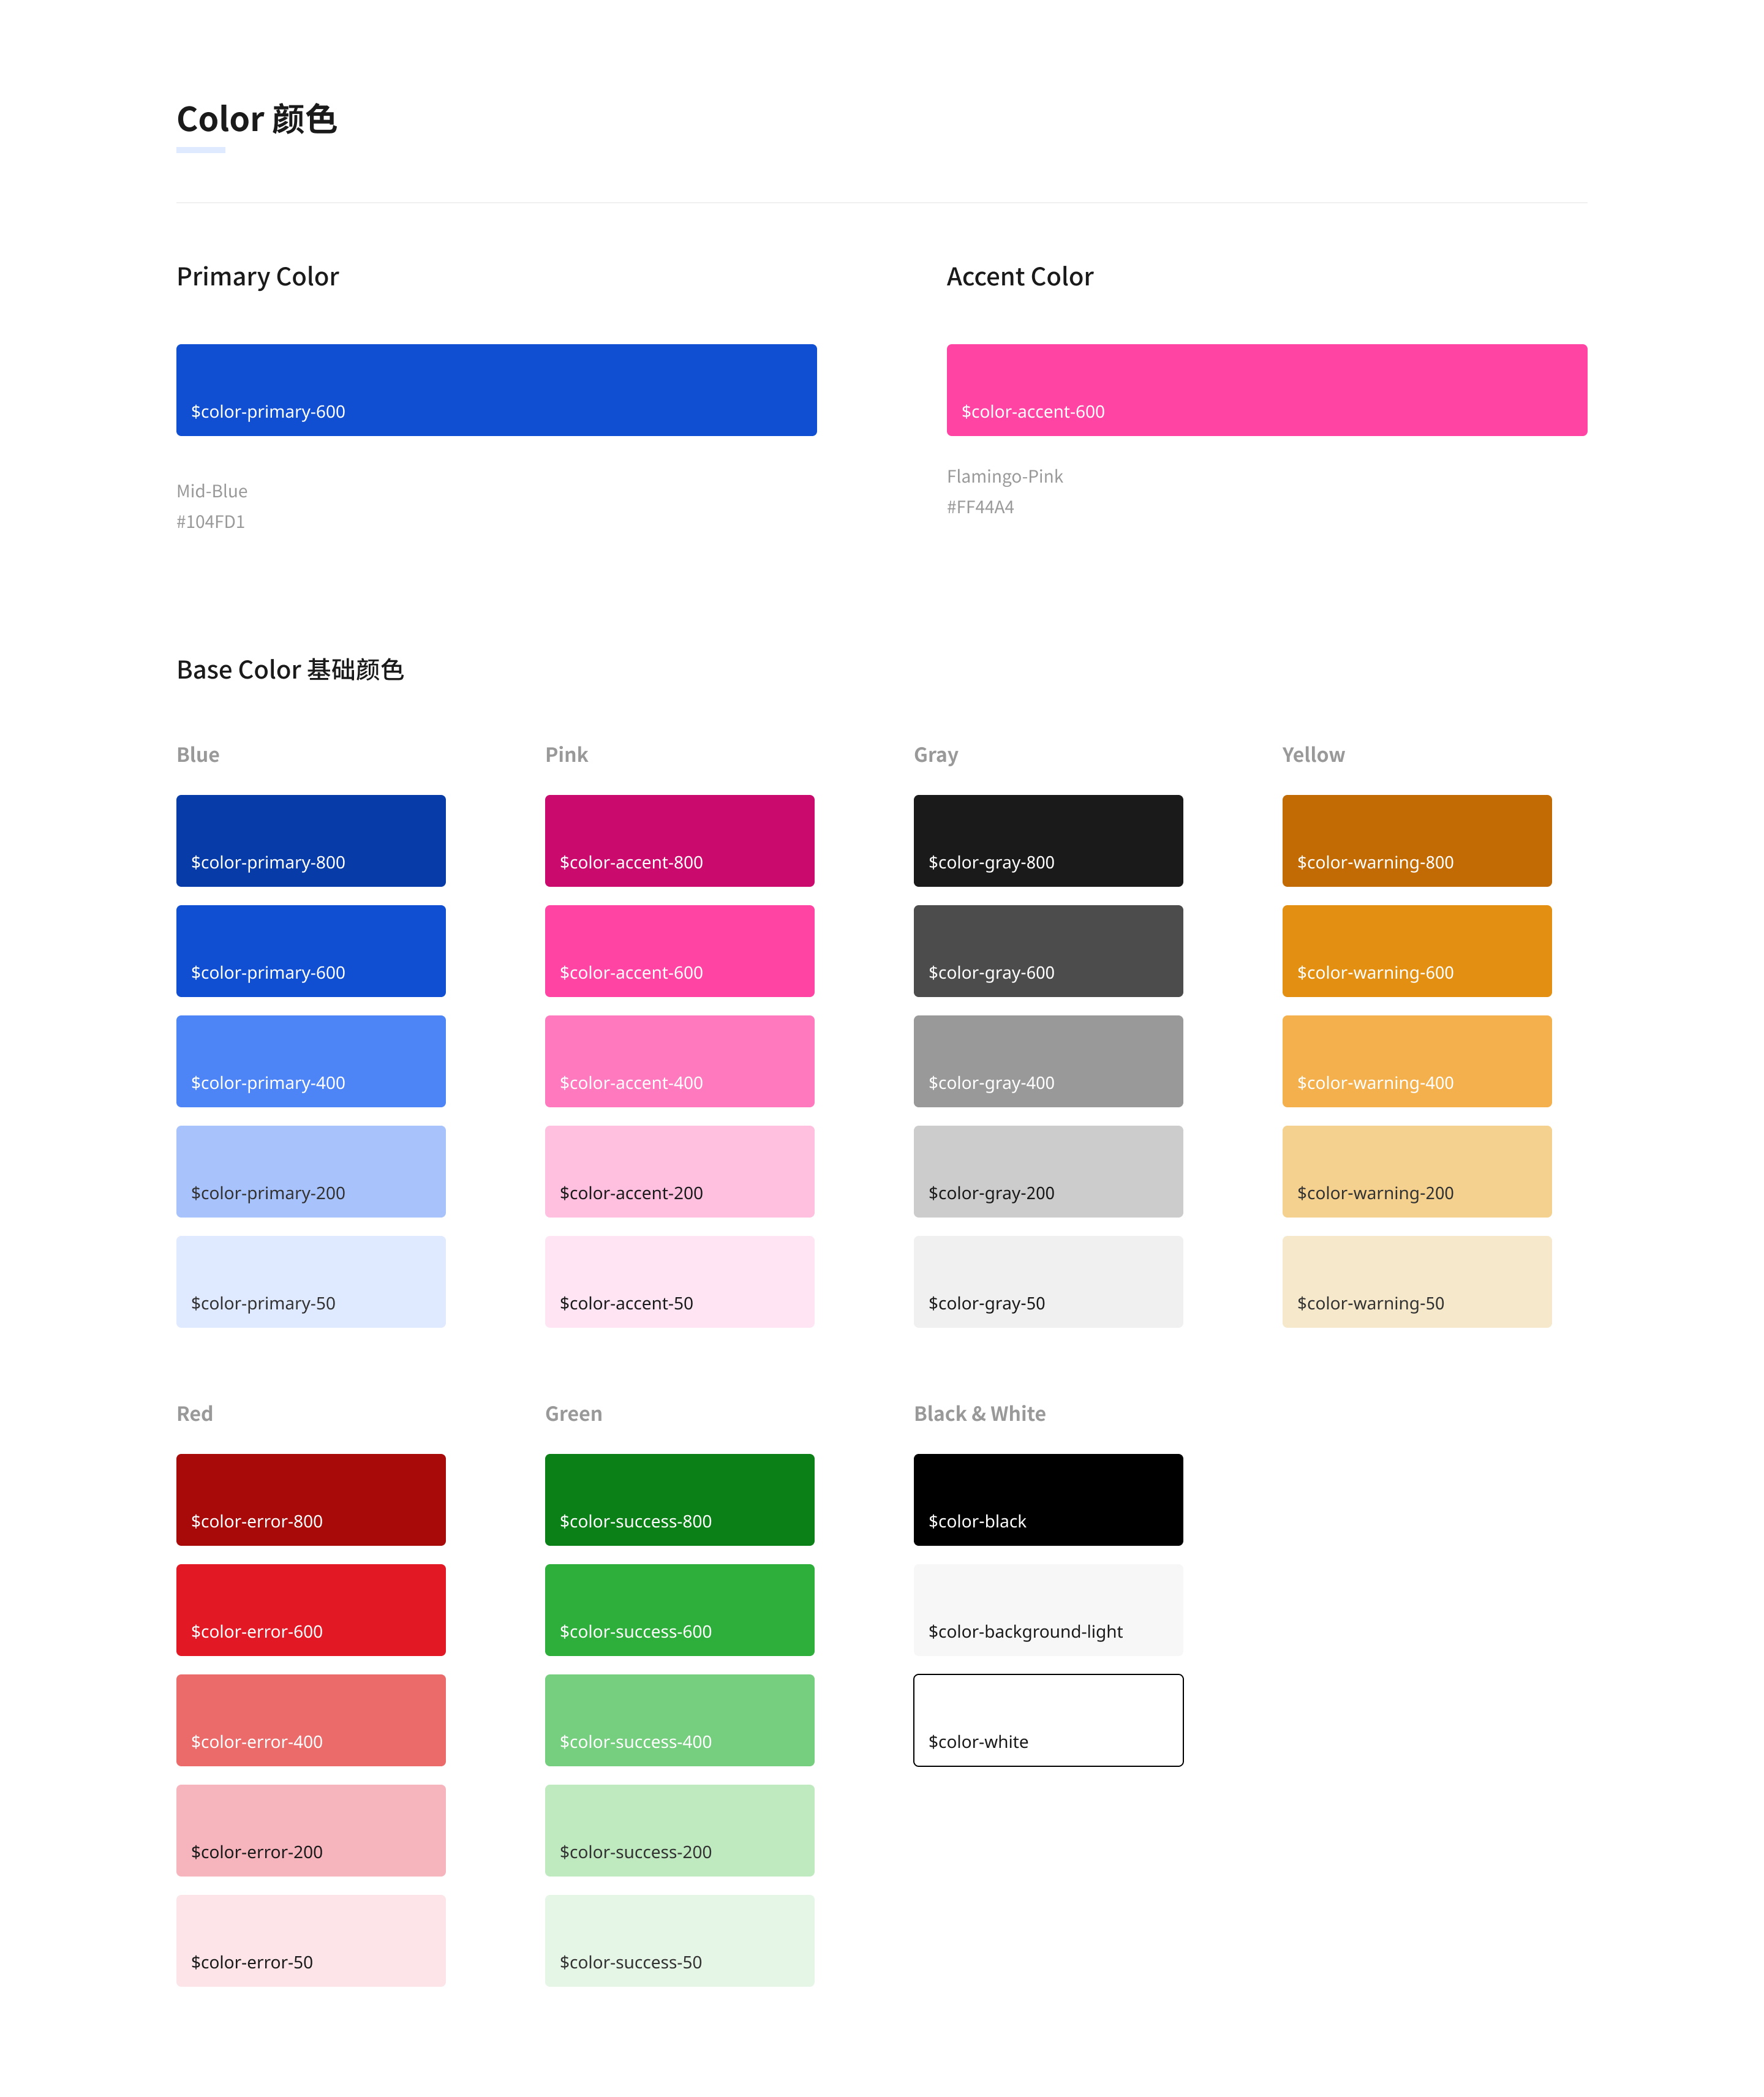 Color 颜色
Primary Color
$color-primary-600
Mid-Blue
#104FD1
Accent Color
$color-accent-600
Flamingo-Pink
#FF44A4
Base Color 基础颜色
Blue
$color-primary-800
$color-primary-600
$color-primary-400
$color-primary-200
$color-primary-50
Pink
$color-accent-800
$color-accent-600
$color-accent-400
$color-accent-200
$color-accent-50
Gray
$color-gray-800
$color-gray-600
$color-gray-400
$color-gray-200
$color-gray-50
Yellow
$color-warning-800
$color-warning-600
$color-warning-400
$color-warning-200
$color-warning-50
Red
$color-error-800
$color-error-600
$color-error-400
$color-error-200
$color-error-50
Green
$color-success-800
$color-success-600
$color-success-400
$color-success-200
$color-success-50
Black & White
$color-black
$color-background-light
$color-white